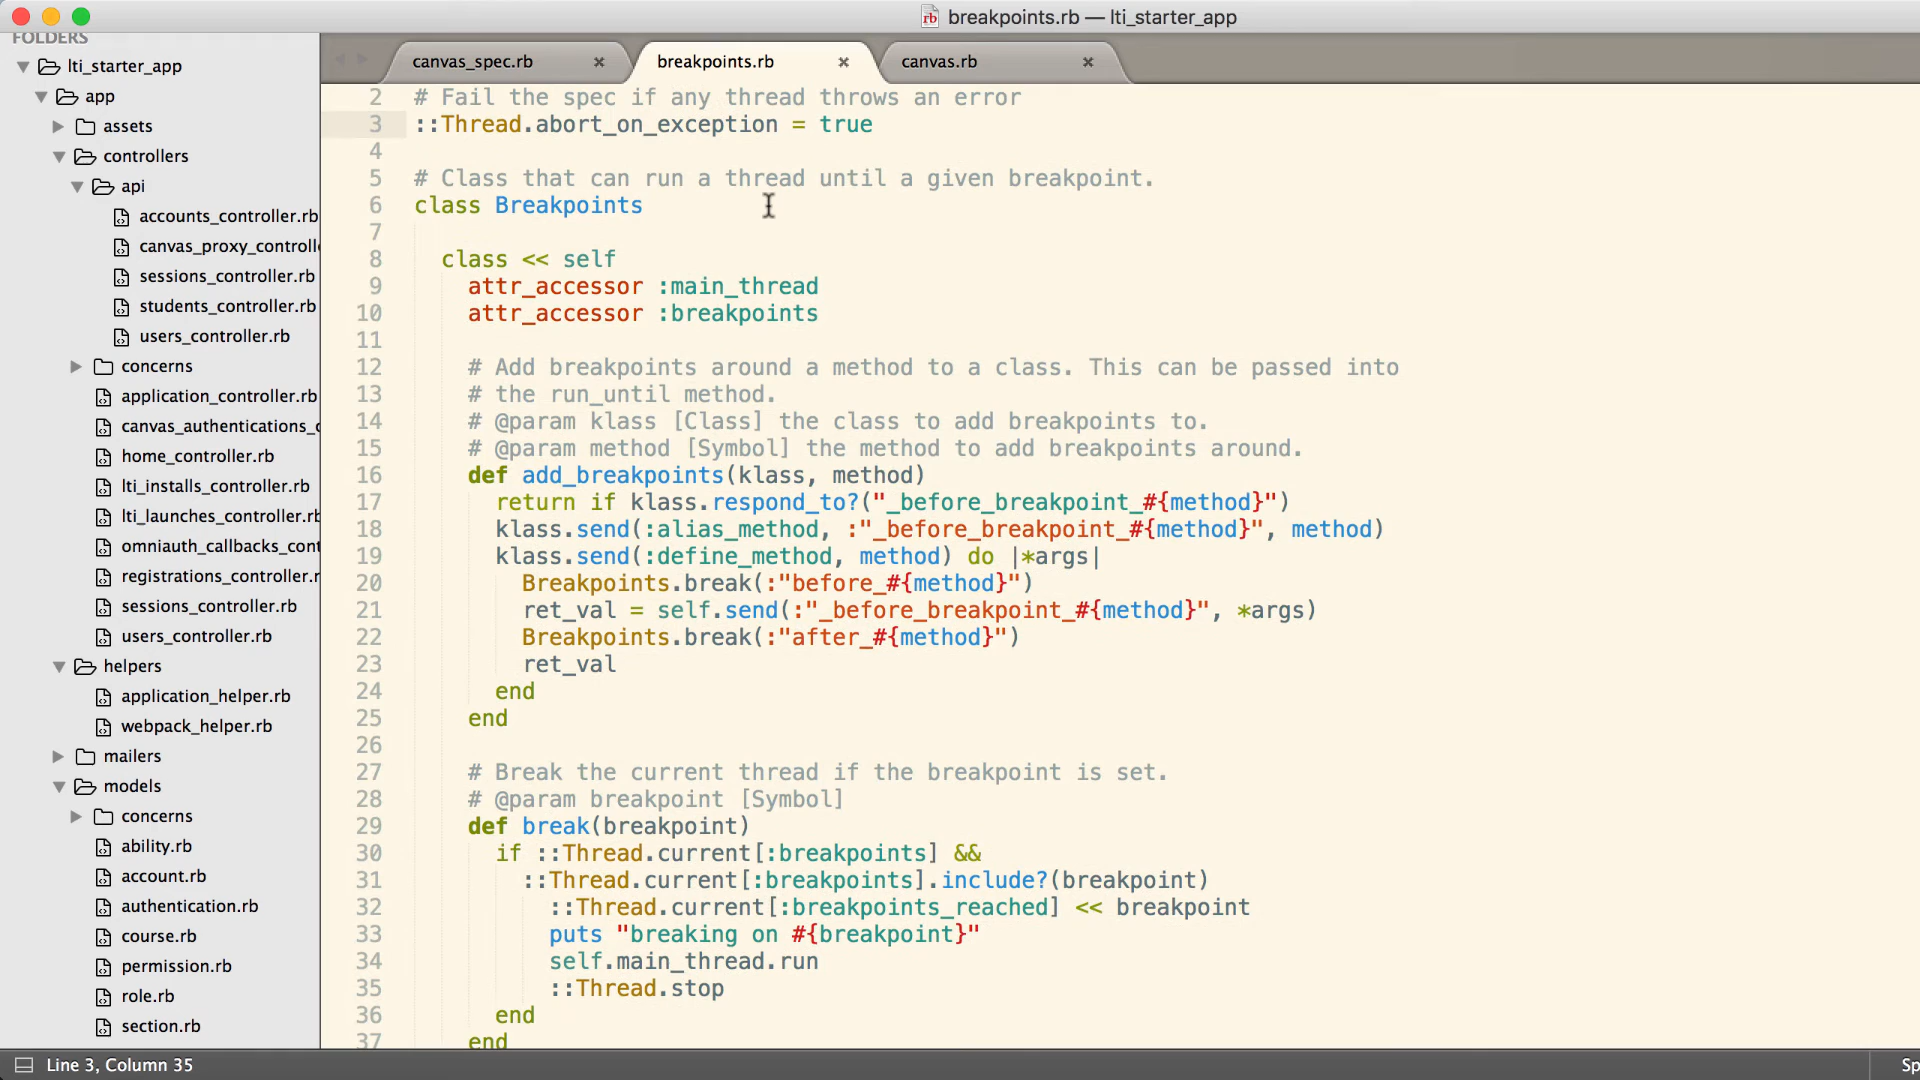 breakpoints.rb — lti_starter_app
FOLDERS
lti_starter_app
app
assets
controllers
api
accounts_controller.rb
canvas_proxy_controll
sessions_controller.rb
students_controller.rb
users_controller.rb
concerns
application_controller.rb
canvas_authentications_c
home_controller.rb
lti_installs_controller.rb
lti_launches_controller.rb
omniauth_callbacks_cont
registrations_controller.r
sessions_controller.rb
users_controller.rb
helpers
application_helper.rb
webpack_helper.rb
mailers
models
concerns
ability.rb
account.rb
authentication.rb
course.rb
permission.rb
role.rb
section.rb
canvas_spec.rb × breakpoints.rb × canvas.rb ×
2 # Fail the spec if any thread throws an error
3 ::Thread.abort_on_exception = true
4
5 # Class that can run a thread until a given breakpoint.
6 class Breakpoints
7
8 class << self
9 attr_accessor :main_thread
10 attr_accessor :breakpoints
11
12 # Add breakpoints around a method to a class. This can be passed into
13 # the run_until method.
14 # @param klass [Class] the class to add breakpoints to.
15 # @param method [Symbol] the method to add breakpoints around.
16 def add_breakpoints(klass, method)
17 return if klass.respond_to?("_before_breakpoint_#{method}")
18 klass.send(:alias_method, :"_before_breakpoint_#{method}", method)
19 klass.send(:define_method, method) do |*args|
20 Breakpoints.break(:"before_#{method}")
21 ret_val = self.send(:"_before_breakpoint_#{method}", *args)
22 Breakpoints.break(:"after_#{method}")
23 ret_val
24 end
25 end
26
27 # Break the current thread if the breakpoint is set.
28 # @param breakpoint [Symbol]
29 def break(breakpoint)
30 if ::Thread.current[:breakpoints] &&
31 ::Thread.current[:breakpoints].include?(breakpoint)
32 ::Thread.current[:breakpoints_reached] << breakpoint
33 puts "breaking on #{breakpoint}"
34 self.main_thread.run
35 ::Thread.stop
36 end
37 end
Line 3, Column 35
Sp